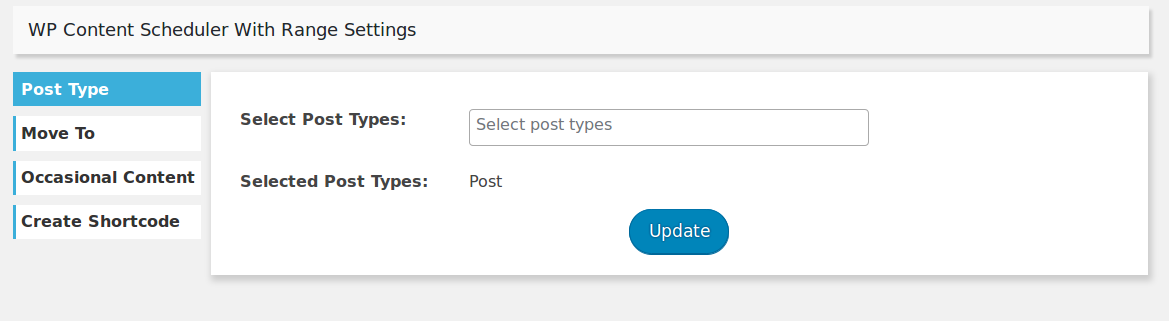 WP Content Scheduler With Range Settings
Post Type
Move To
Occasional Content
Create Shortcode
Select Post Types:
Select post types
Selected Post Types:
Post
Update